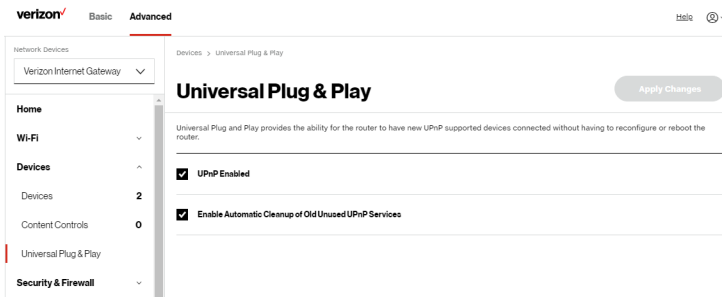 verizon✓ Basic Advanced Help
Network Devices
Verizon Internet Gateway
Home
Wi-Fi
Devices
Devices 2
Content Controls 0
Universal Plug & Play
Security & Firewall
Devices > Universal Plug & Play
Universal Plug & Play Apply Changes
Universal Plug and Play provides the ability for the router to have new UPnP supported devices connected without having to reconfigure or reboot the
router.
UPnP Enabled
Enable Automatic Cleanup of Old Unused UPnP Services